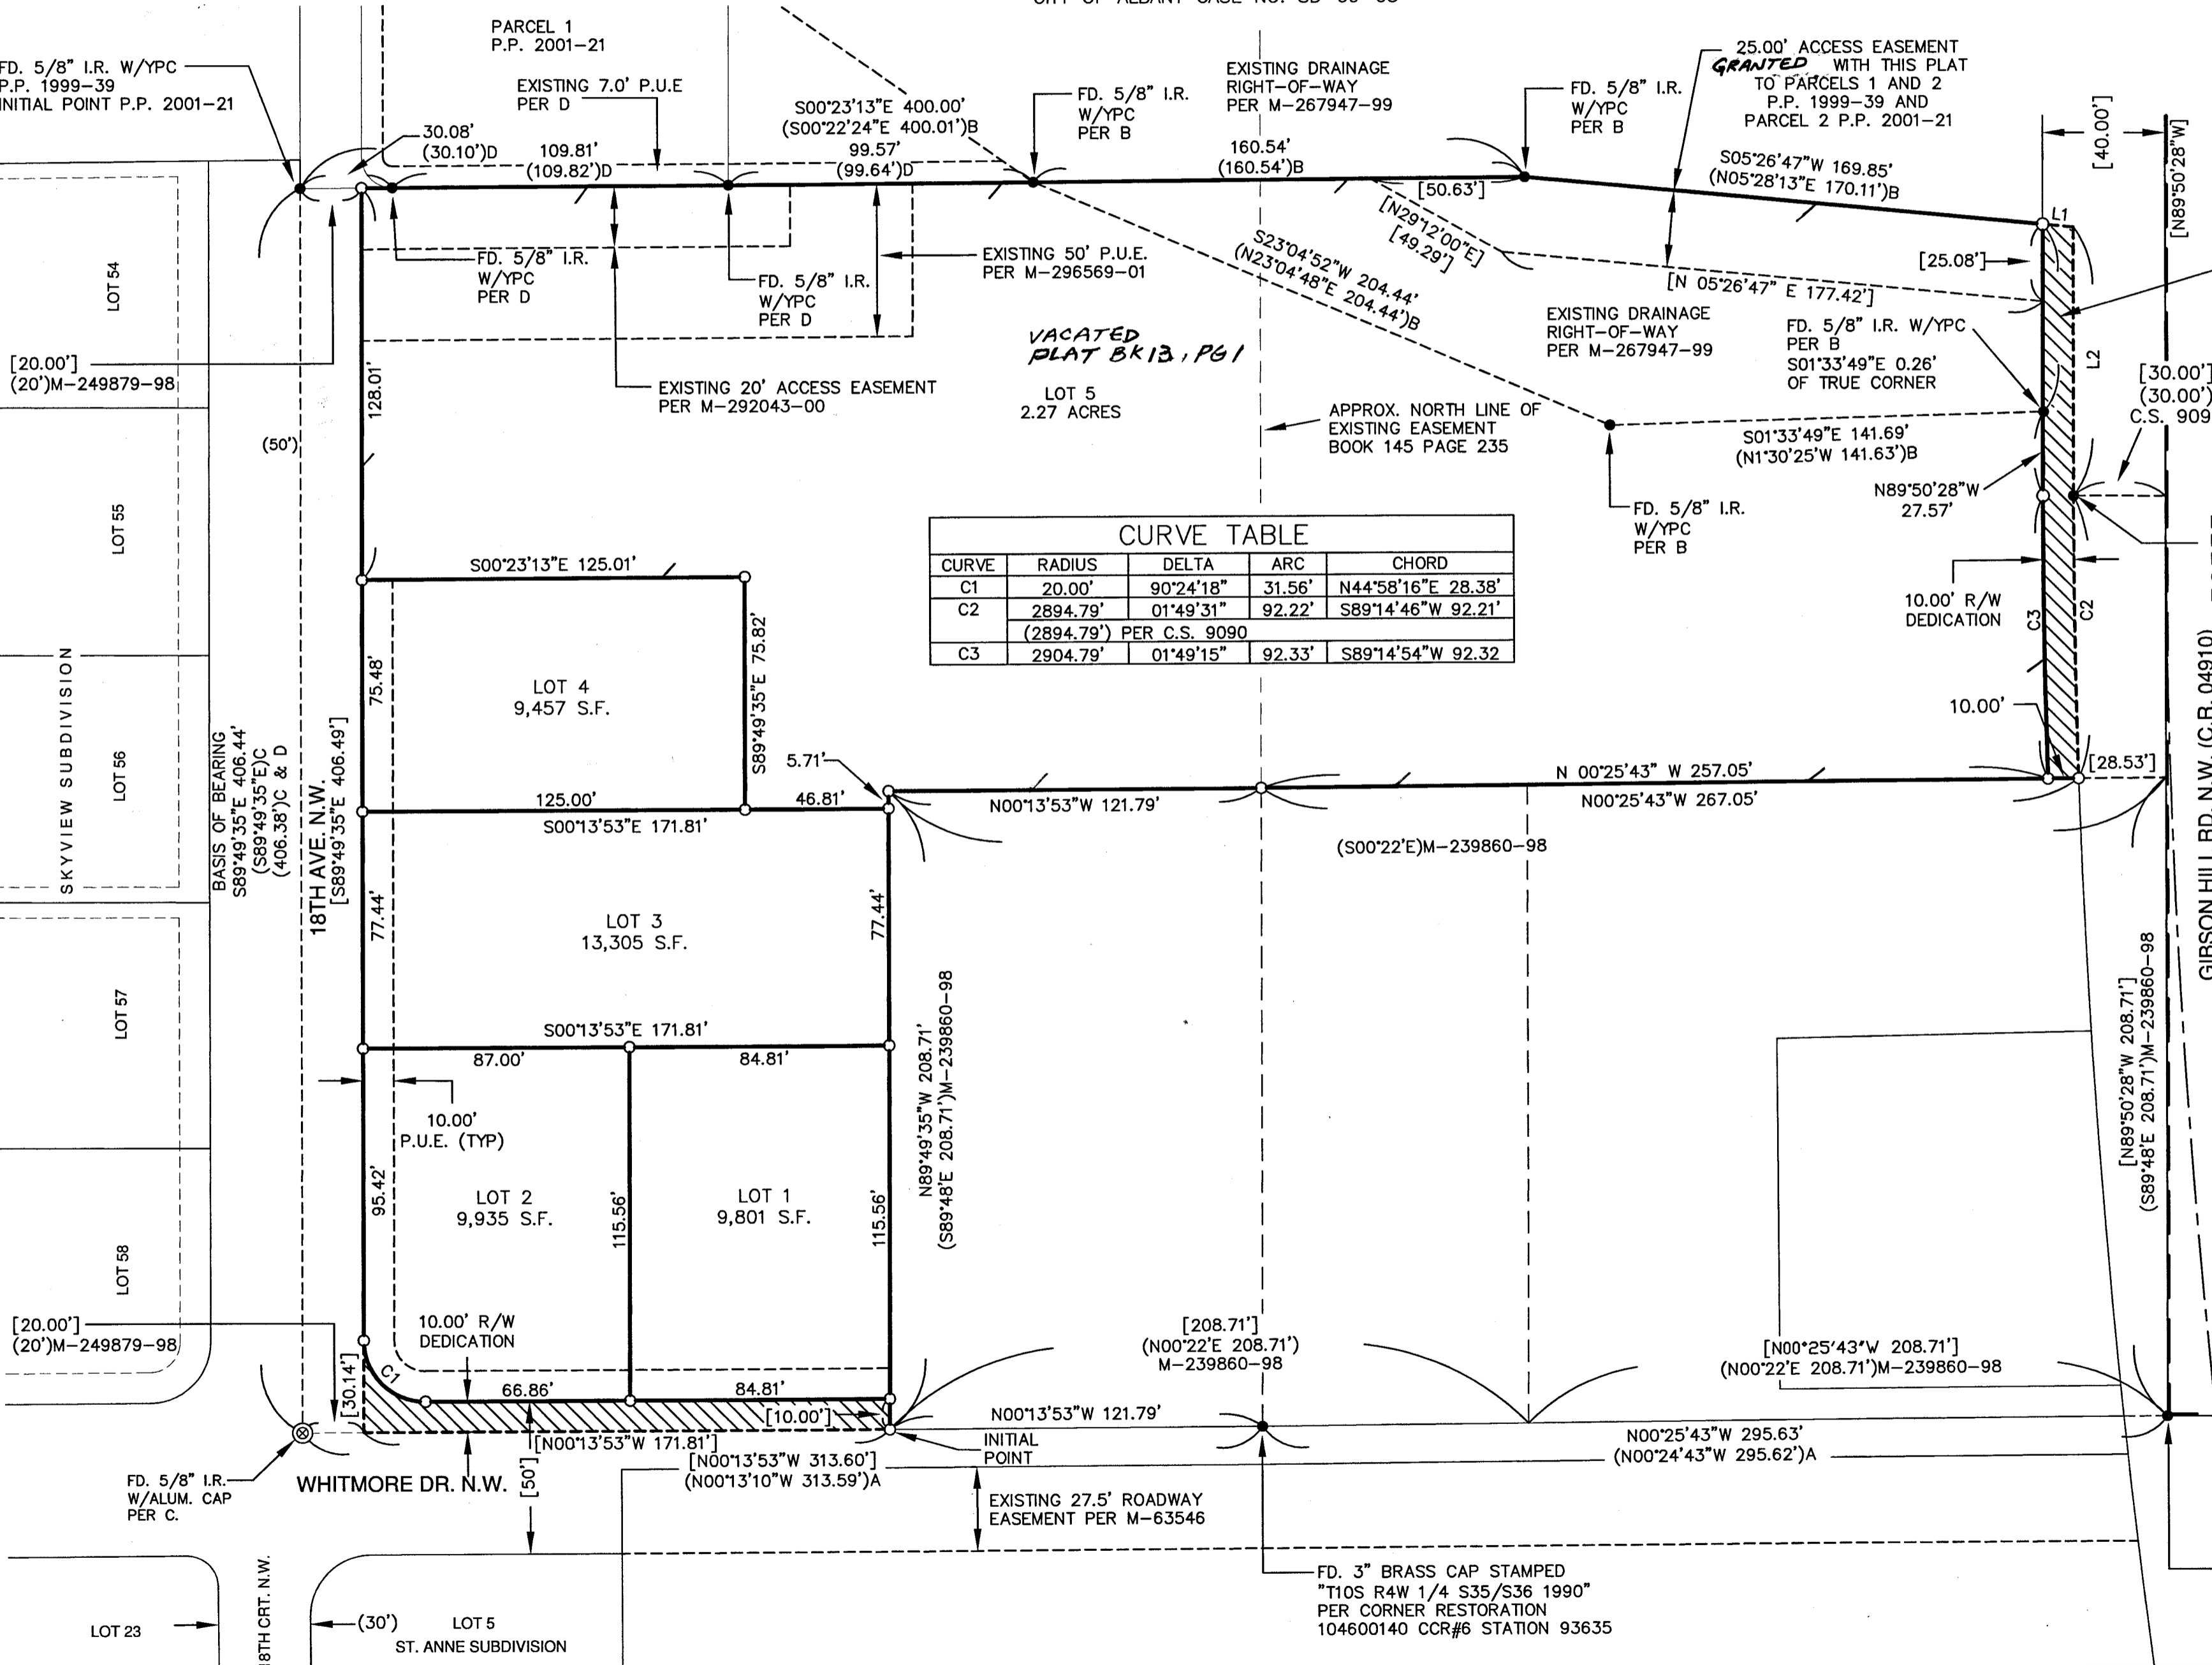 PARCEL 1
P.P. 2001-21
FD. 5/8" I.R. W/YPC
P.P. 1999-39
INITIAL POINT P.P. 2001-21
EXISTING 7.0' P.U.E
PER D
30.08'
(30.10')D
109.81'
(109.82')D
S00°23'13"E 400.00'
(S00°22'24"E 400.01')B
99.57'
(99.64')D
FD. 5/8" I.R.
W/YPC
PER B
EXISTING DRAINAGE
RIGHT-OF-WAY
PER M-267947-99
160.54'
(160.54')B
[50.63']
FD. 5/8" I.R.
W/YPC
PER B
25.00' ACCESS EASEMENT
GRANTED WITH THIS PLAT
TO PARCELS 1 AND 2
P.P. 1999-39 AND
PARCEL 2 P.P. 2001-21
S05°26'47"W 169.85'
(N05°28'13"E 170.11')B
[40.00']
[N89°50'28"W]
L1
[25.08']
[N29°12'00"E]
[49.29']
[N 05°26'47" E 177.42']
S23°04'52"W 204.44'
(N23°04'48"E 204.44')B
FD. 5/8" I.R.
W/YPC
PER D
FD. 5/8" I.R.
W/YPC
PER D
EXISTING 50' P.U.E.
PER M-296569-01
EXISTING 20' ACCESS EASEMENT
PER M-292043-00
VACATED
PLAT BK13, PG1
LOT 5
2.27 ACRES
EXISTING DRAINAGE
RIGHT-OF-WAY
PER M-267947-99
FD. 5/8" I.R. W/YPC
PER B
S01°33'49"E 0.26'
OF TRUE CORNER
L2
[30.00']
(30.00')
C.S. 909
APPROX. NORTH LINE OF
EXISTING EASEMENT
BOOK 145 PAGE 235
S01°33'49"E 141.69'
(N1°30'25"W 141.63')B
N89°50'28"W
27.57'
FD. 5/8" I.R.
W/YPC
PER B
LOT 54
[20.00']
(20')M-249879-98
128.01'
(50')
LOT 55
CURVE TABLE
CURVE RADIUS DELTA ARC CHORD
C1 20.00' 90°24'18" 31.56' N44°58'16"E 28.38'
C2 2894.79' 01°49'31" 92.22' S89°14'46"W 92.21'
(2894.79') PER C.S. 9090
C3 2904.79' 01°49'15" 92.33' S89°14'54"W 92.32
10.00' R/W
DEDICATION
C3
C2
10.00'
[28.53']
GIBSON HILL RD. N.W. (C.R. 04910)
S00°23'13"E 125.01'
75.48'
LOT 4
9,457 S.F.
S89°49'35"E 75.82'
5.71'
125.00'
46.81'
S00°13'53"E 171.81'
N00°13'53"W 121.79'
N 00°25'43" W 257.05'
N00°25'43"W 267.05'
(S00°22'E)M-239860-98
SKYVIEW SUBDIVISION
LOT 56
BASIS OF BEARING
S89°49'35"E 406.44'
(S89°49'35"E)C
(406.38')C & D
18TH AVE. N.W.
[S89°49'35"E 406.49']
77.44'
LOT 3
13,305 S.F.
77.44'
S00°13'53"E 171.81'
87.00'
84.81'
LOT 57
10.00'
P.U.E. (TYP)
95.42'
LOT 2
9,935 S.F.
115.56'
LOT 1
9,801 S.F.
115.56'
N89°49'35"W 208.71'
(S89°48'E 208.71')M-239860-98
[N89°50'28"W 208.71']
(S89°48'E 208.71')M-239860-98
LOT 58
[20.00']
(20')M-249879-98
[30.14']
C1
10.00' R/W
DEDICATION
66.86'
84.81'
[10.00']
[208.71']
(N00°22'E 208.71')
M-239860-98
[N00°25'43"W 208.71']
(N00°22'E 208.71')M-239860-98
N00°13'53"W 121.79'
INITIAL
POINT
N00°25'43"W 295.63'
(N00°24'43"W 295.62')A
[N00°13'53"W 171.81']
[N00°13'53"W 313.60']
(N00°13'10"W 313.59')A
FD. 5/8" I.R.
W/ALUM. CAP
PER C.
WHITMORE DR. N.W.
[50']
EXISTING 27.5' ROADWAY
EASEMENT PER M-63546
FD. 3" BRASS CAP STAMPED
"T10S R4W 1/4 S35/S36 1990"
PER CORNER RESTORATION
104600140 CCR#6 STATION 93635
LOT 23
18TH CRT. N.W.
(30')
LOT 5
ST. ANNE SUBDIVISION